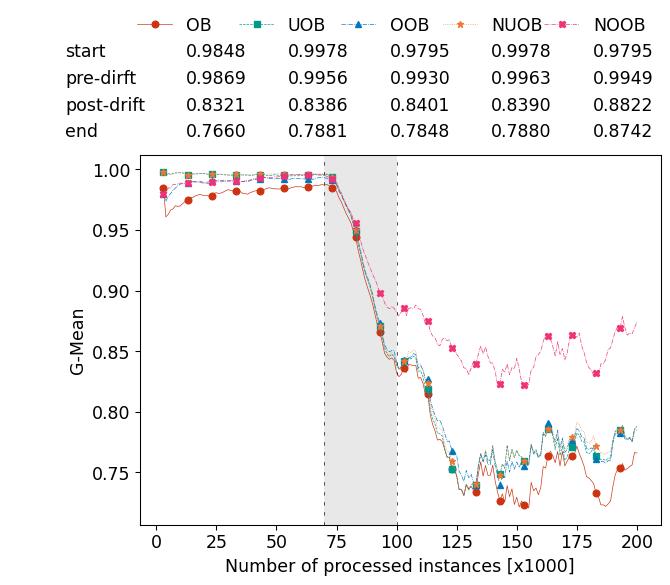 OB UOB OOB NUOB NOOB
start 0.9848 0.9978 0.9795 0.9978 0.9795
pre-dirft 0.9869 0.9956 0.9930 0.9963 0.9949
post-drift 0.8321 0.8386 0.8401 0.8390 0.8822
end 0.7660 0.7881 0.7848 0.7880 0.8742
1.00
0.95
0.90
0.85
0.80
0.75
G-Mean
0 25 50 75 100 125 150 175 200
Number of processed instances [x1000]